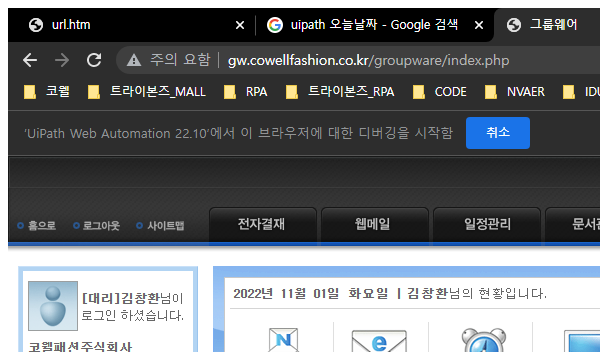 url.htm
uipath 오늘날짜 - Google 검색
그룹웨어
주의 요함 gw.cowellfashion.co.kr/groupware/index.php
코웰 트라이본즈_MALL RPA 트라이본즈_RPA CODE NVAER
'UiPath Web Automation 22.10'에서 이 브라우저에 대한 디버깅을 시작함 취소
홈으로 로그아웃 사이트맵 전자결재 웹메일 일정관리
[대리]김창환님이
로그인 하셨습니다.
코웰패션주식회사
2022년 11월 01일 화요일 | 김창환님의 현황입니다.